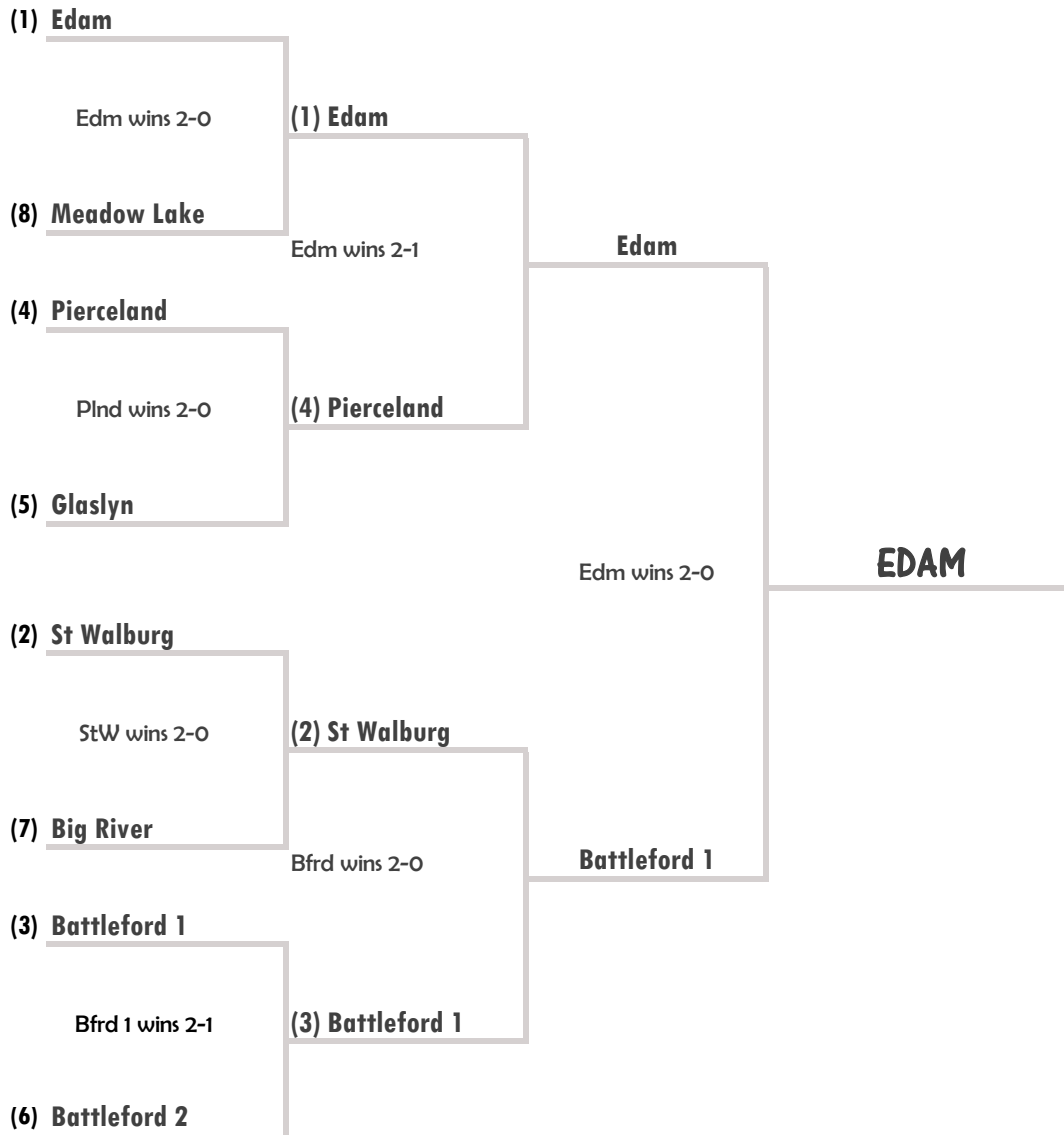 (1) Edam
Edm wins 2-0
(1) Edam
(8) Meadow Lake
Edm wins 2-1
Edam
(4) Pierceland
Plnd wins 2-0
(4) Pierceland
(5) Glaslyn
Edm wins 2-0
EDAM
(2) St Walburg
StW wins 2-0
(2) St Walburg
(7) Big River
Bfrd wins 2-0
Battleford 1
(3) Battleford 1
Bfrd 1 wins 2-1
(3) Battleford 1
(6) Battleford 2